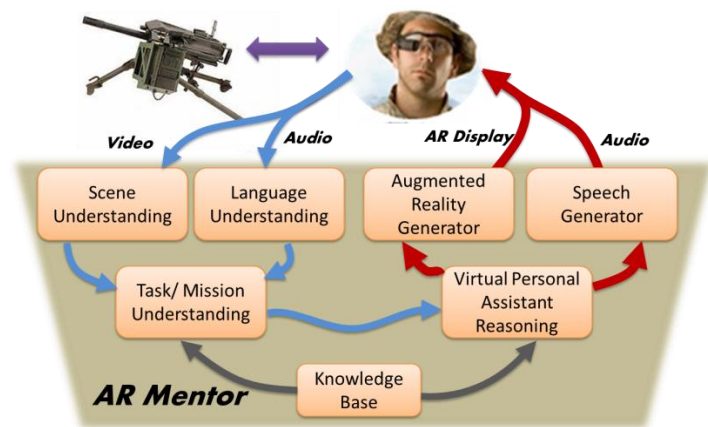 Video
Audio
AR Display
Audio
Scene
Understanding
Language
Understanding
Augmented
Reality
Generator
Speech
Generator
Task/ Mission
Understanding
Virtual Personal
Assistant
Reasoning
Knowledge
Base
AR Mentor